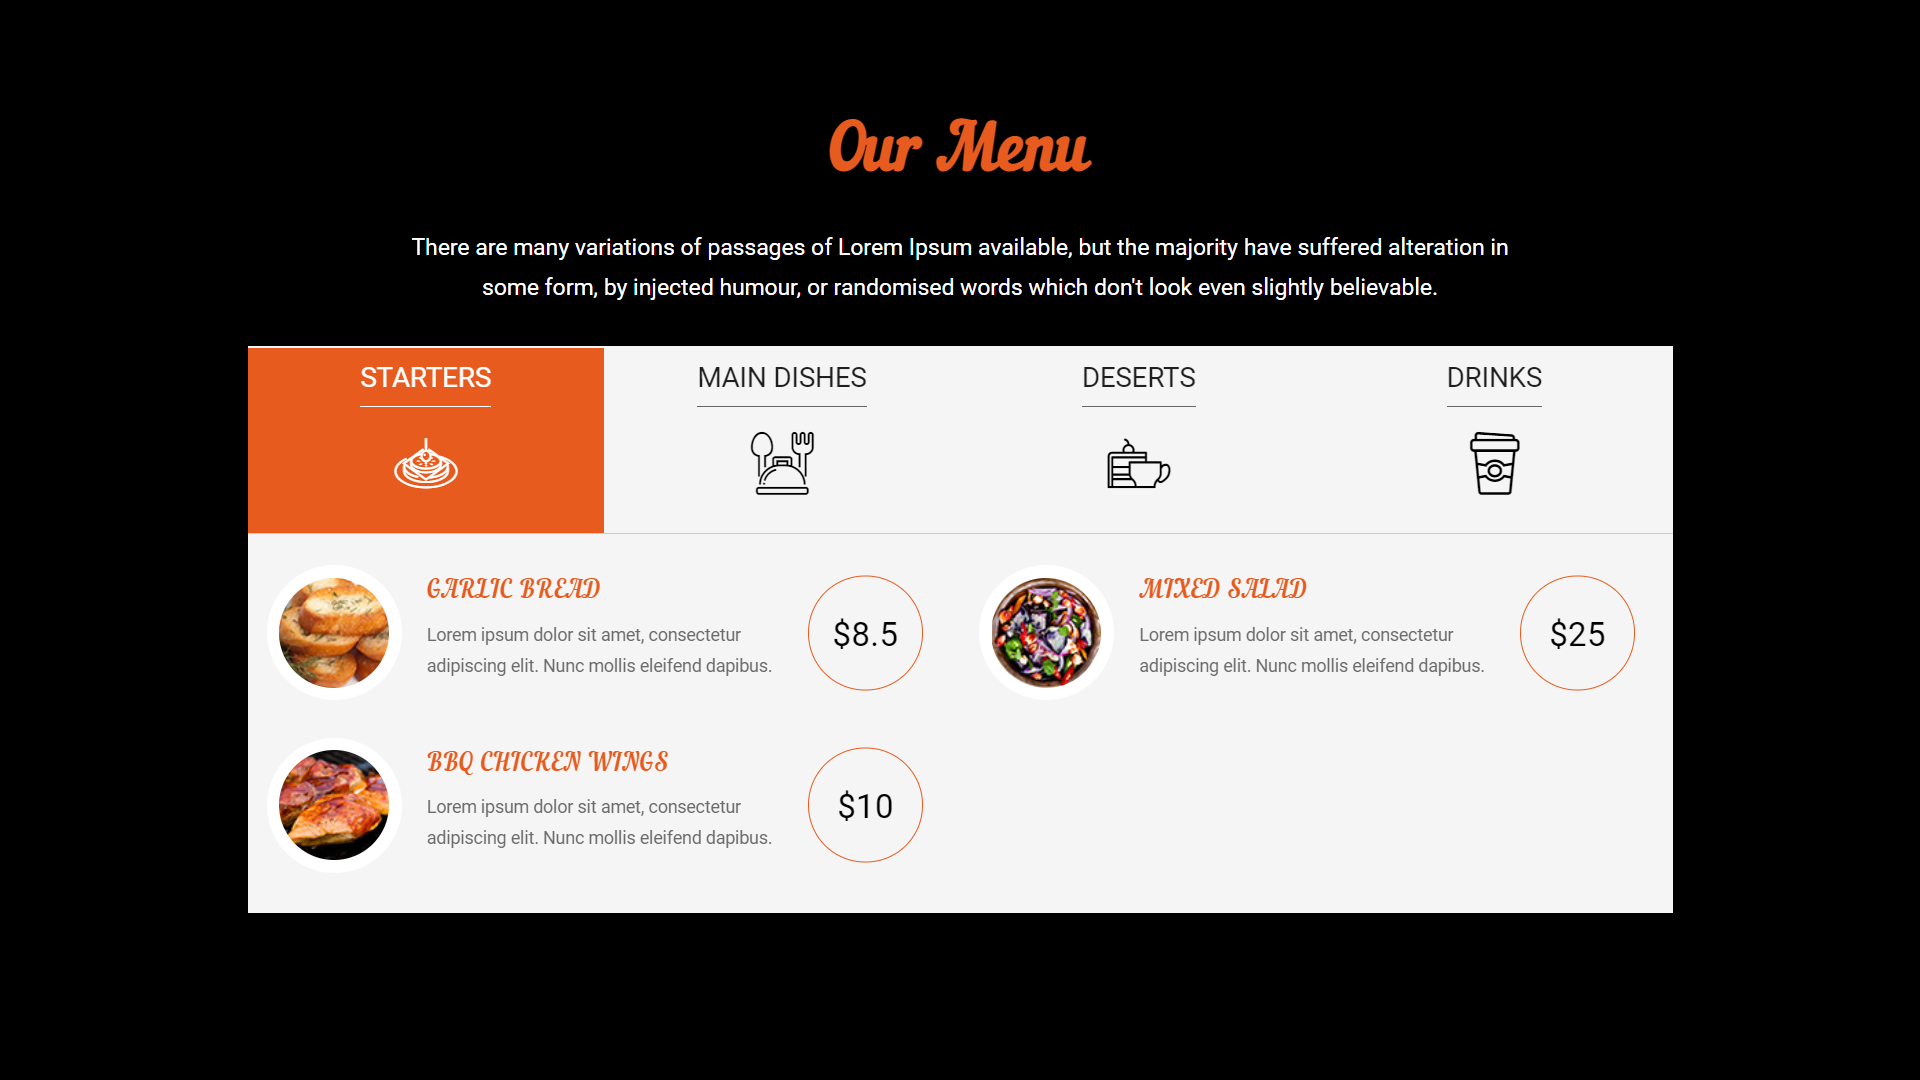 Our Menu
There are many variations of passages of Lorem Ipsum available, but the majority have suffered alteration in
some form, by injected humour, or randomised words which don't look even slightly believable.
STARTERS
MAIN DISHES
DESERTS
DRINKS
GARLIC BREAD
Lorem ipsum dolor sit amet, consectetur
adipiscing elit. Nunc mollis eleifend dapibus.
$8.5
MIXED SALAD
Lorem ipsum dolor sit amet, consectetur
adipiscing elit. Nunc mollis eleifend dapibus.
$25
BBQ CHICKEN WINGS
Lorem ipsum dolor sit amet, consectetur
adipiscing elit. Nunc mollis eleifend dapibus.
$10